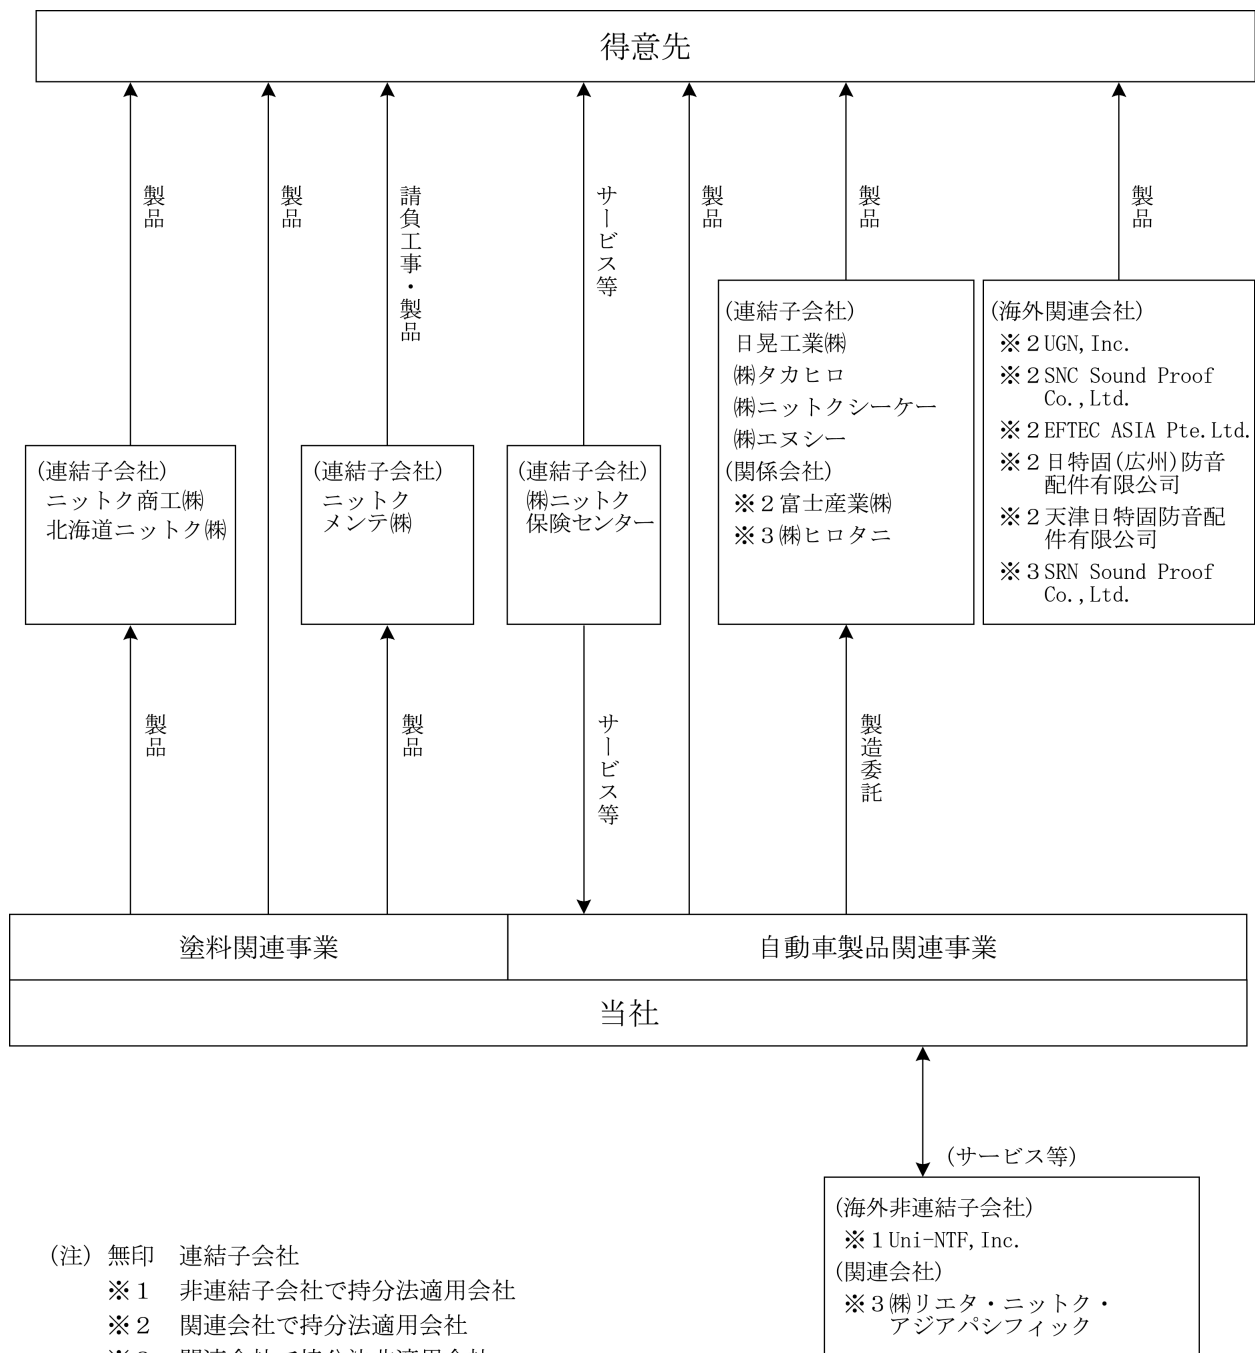 得意先
製品
製品
請負工事・製品
サービス等
製品
製品
製品
(連結子会社)
ニットク商工㈱
北海道ニットク㈱
(連結子会社)
ニットク
メンテ㈱
(連結子会社)
㈱ニットク
保険センター
(連結子会社)
日晃工業㈱
㈱タカヒロ
㈱ニットクシーケー
㈱エヌシー
(関係会社)
※2富士産業㈱
※3㈱ヒロタニ
(海外関連会社)
※2UGN,Inc.
※2SNC Sound Proof
Co.,Ltd.
※2EFTEC ASIA Pte.Ltd.
※2日特固(広州)防音
配件有限公司
※2天津日特固防音配
件有限公司
※3SRN Sound Proof
Co.,Ltd.
製品
製品
サービス等
製造委託
塗料関連事業
自動車製品関連事業
当社
(サービス等)
(海外非連結子会社)
※1Uni-NTF,Inc.
(関連会社)
※3㈱リエタ・ニットク・
アジアパシフィック
(注) 無印 連結子会社
※1 非連結子会社で持分法適用会社
※2 関連会社で持分法適用会社
※3 関連会社で持分法非適用会社